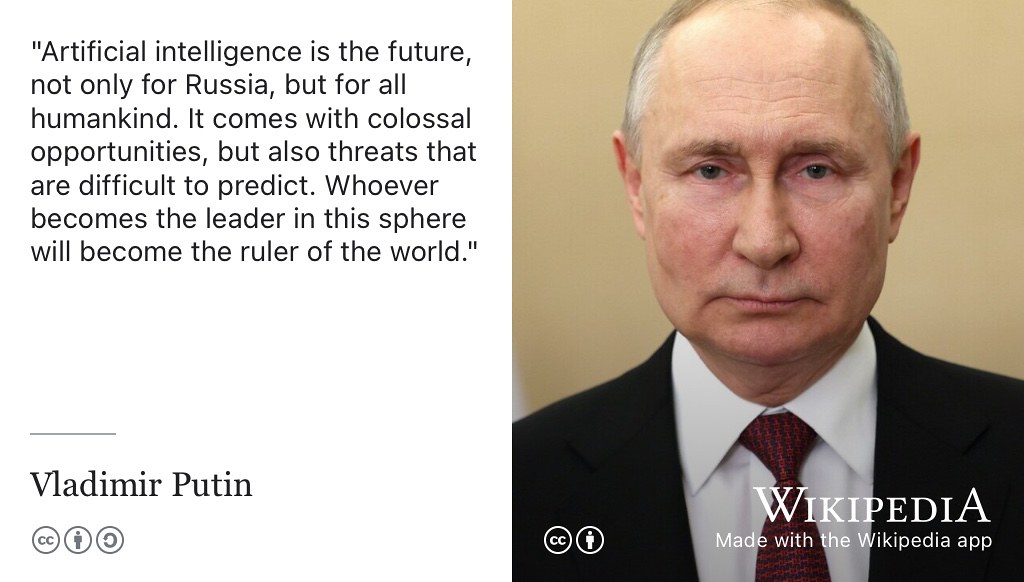 "Artificial intelligence is the future,
not only for Russia, but for all
humankind. It comes with colossal
opportunities, but also threats that
are difficult to predict. Whoever
becomes the leader in this sphere
will become the ruler of the world."
Vladimir Putin
cc
cc
WIKIPEDIA
Made with the Wikipedia app